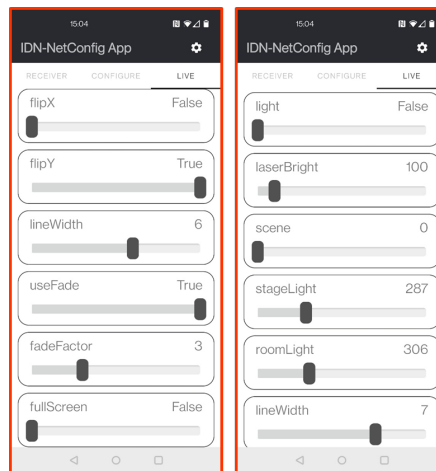 15:04
IDN-NetConfig App
RECEIVER CONFIGURE LIVE
flipX False
flipY True
lineWidth 6
useFade True
fadeFactor 3
fullScreen False
15:04
IDN-NetConfig App
RECEIVER CONFIGURE LIVE
light False
laserBright 100
scene 0
stageLight 287
roomLight 306
lineWidth 7